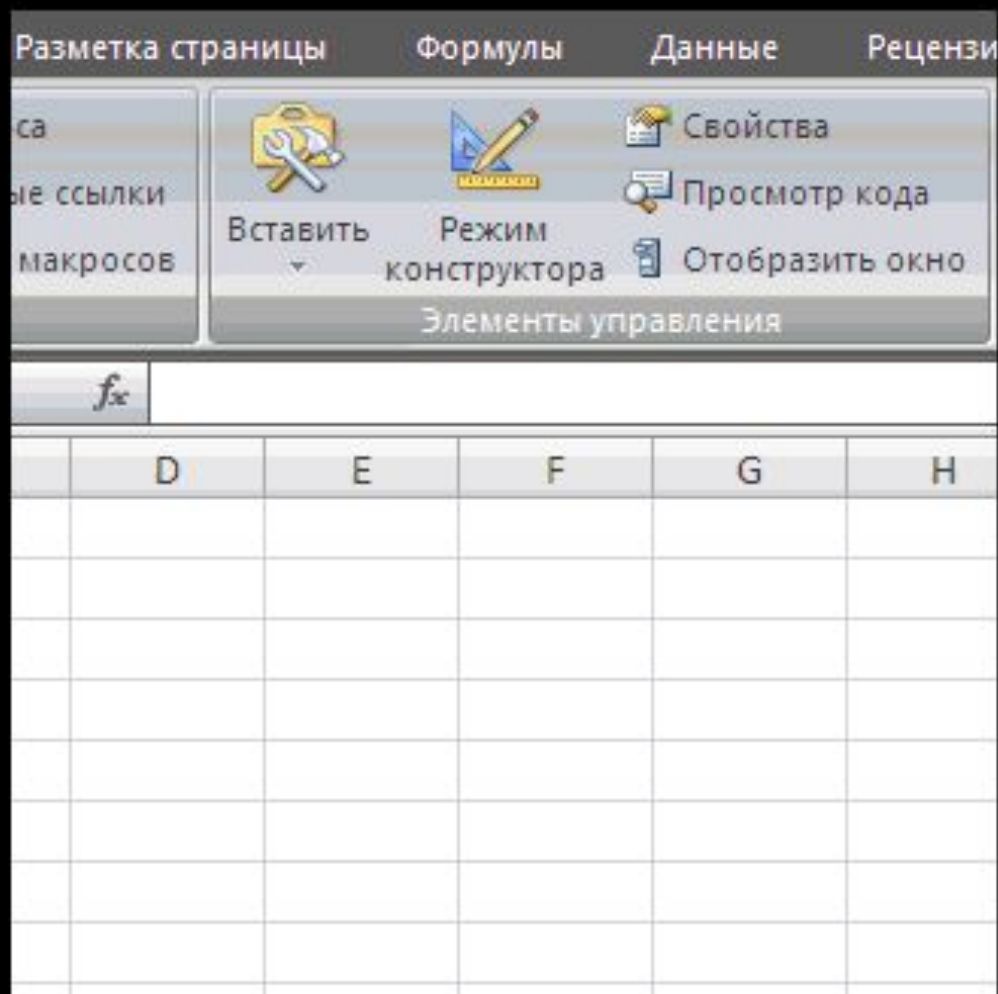 Разметка страницы Формулы Данные Рецензи
са
ые ссылки
макросов
Вставить
Режим
конструктора
Свойства
Просмотр кода
Отобразить окно
Элементы управления
fx
D E F G H